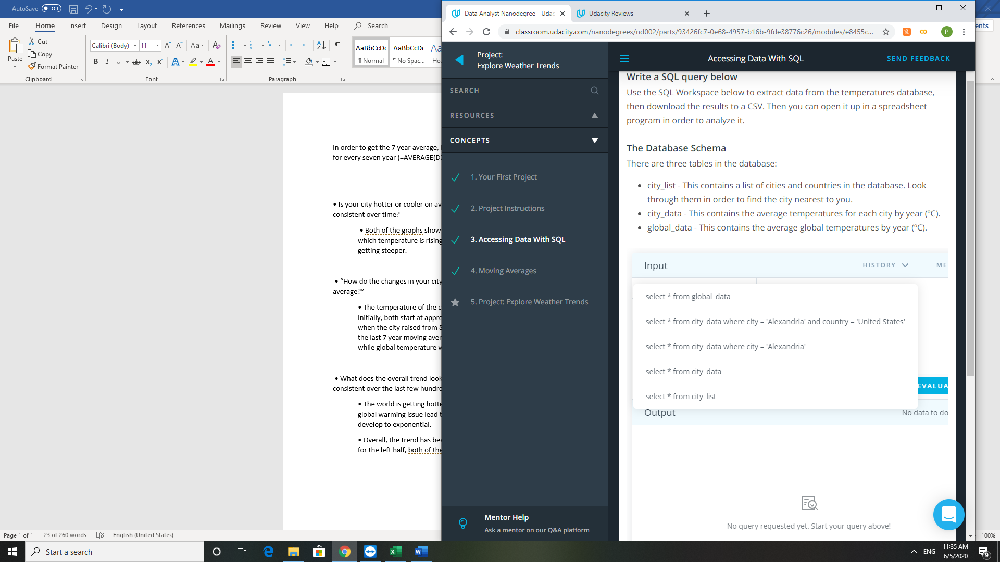 AutoSave Off
File Home Insert Design Layout References Mailings Review View Help Search
Paste
Cut
Copy
Format Painter
Clipboard
Calibri (Body) 11
Font
Paragraph
AaBbCcDc AaBbCcDc Aa
¶ Normal ¶ No Spac... Hea
ents
In order to get the 7 year average,
for every seven year (=AVERAGE(D2
• Is your city hotter or cooler on av
consistent over time?
• Both of the graphs show
which temperature is rising
getting steeper.
• “How do the changes in your city
average?”
• The temperature of the c
Initially, both start at appro
when the city raised from 8
the last 7 year moving aver
while global temperature w
• What does the overall trend look
consistent over the last few hundre
• The world is getting hotte
global warming issue lead t
develop to exponential.
• Overall, the trend has bee
for the left half, both of the
Page 1 of 1 23 of 260 words English (United States)
100%
Data Analyst Nanodegree - Udac
Udacity Reviews
classroom.udacity.com/nanodegrees/nd002/parts/93426fc7-0e68-4957-b16b-9fde38776c26/modules/e8455c...
P
Project:
Explore Weather Trends
SEARCH
RESOURCES
CONCEPTS
1. Your First Project
2. Project Instructions
3. Accessing Data With SQL
4. Moving Averages
5. Project: Explore Weather Trends
Mentor Help
Ask a mentor on our Q&A platform
Accessing Data With SQL
SEND FEEDBACK
Write a SQL query below
Use the SQL Workspace below to extract data from the temperatures database,
then download the results to a CSV. Then you can open it up in a spreadsheet
program in order to analyze it.
The Database Schema
There are three tables in the database:
• city_list - This contains a list of cities and countries in the database. Look
through them in order to find the city nearest to you.
• city_data - This contains the average temperatures for each city by year (ºC).
• global_data - This contains the average global temperatures by year (ºC).
Input
HISTORY
ME
select * from global_data
select * from city_data where city = 'Alexandria' and country = 'United States'
select * from city_data where city = 'Alexandria'
select * from city_data
select * from city_list
EVALUA
Output
No data to do
No query requested yet. Start your query above!
Start a search
ENG
11:35 AM
6/5/2020
9